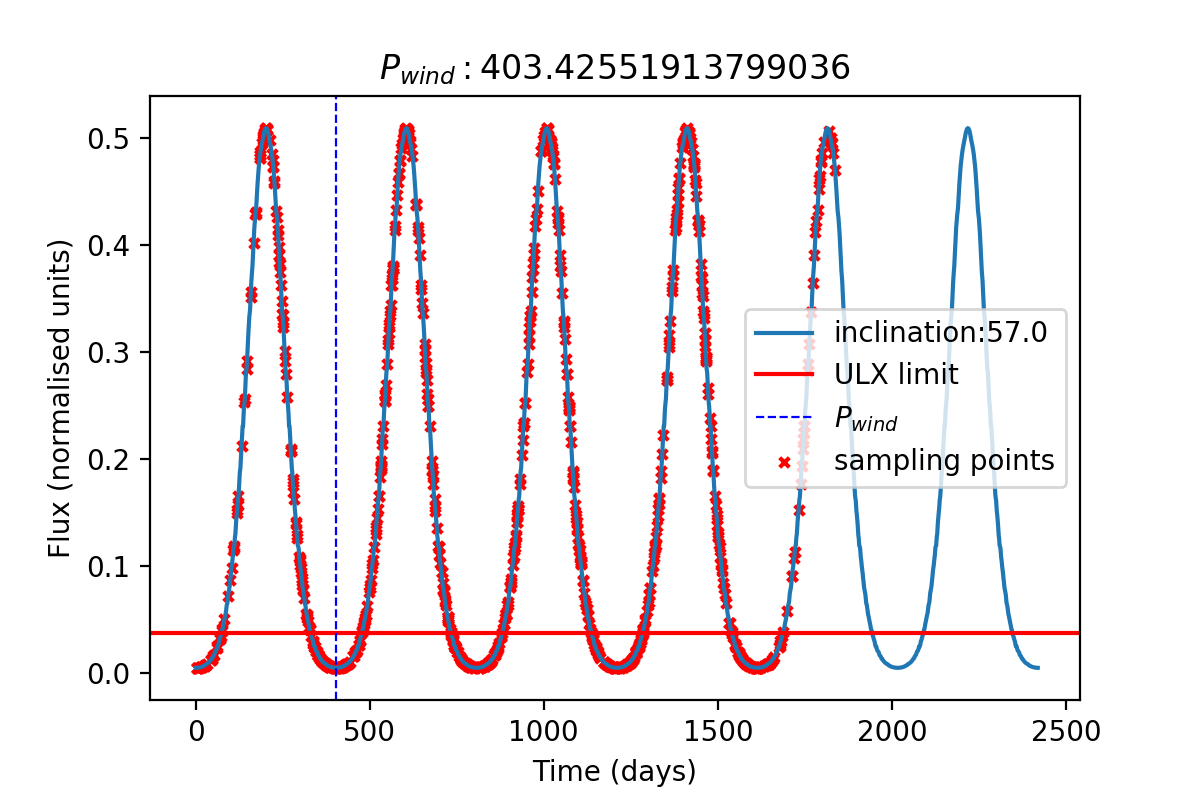 P_wind : 403.42551913799036
Flux (normalised units)
0.5
0.4
0.3
0.2
0.1
0.0
inclination:57.0
ULX limit
P_wind
sampling points
0 500 1000 1500 2000 2500
Time (days)